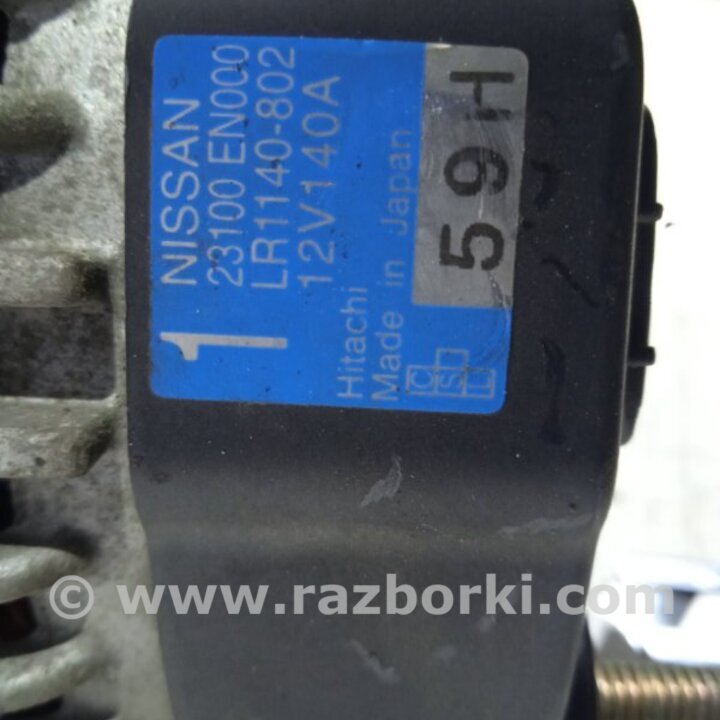 NISSAN
23100 EN000
LR1140-802
12V140A
1
Hitachi
Made in Japan
59H
C
S
L
© www.razborki.com